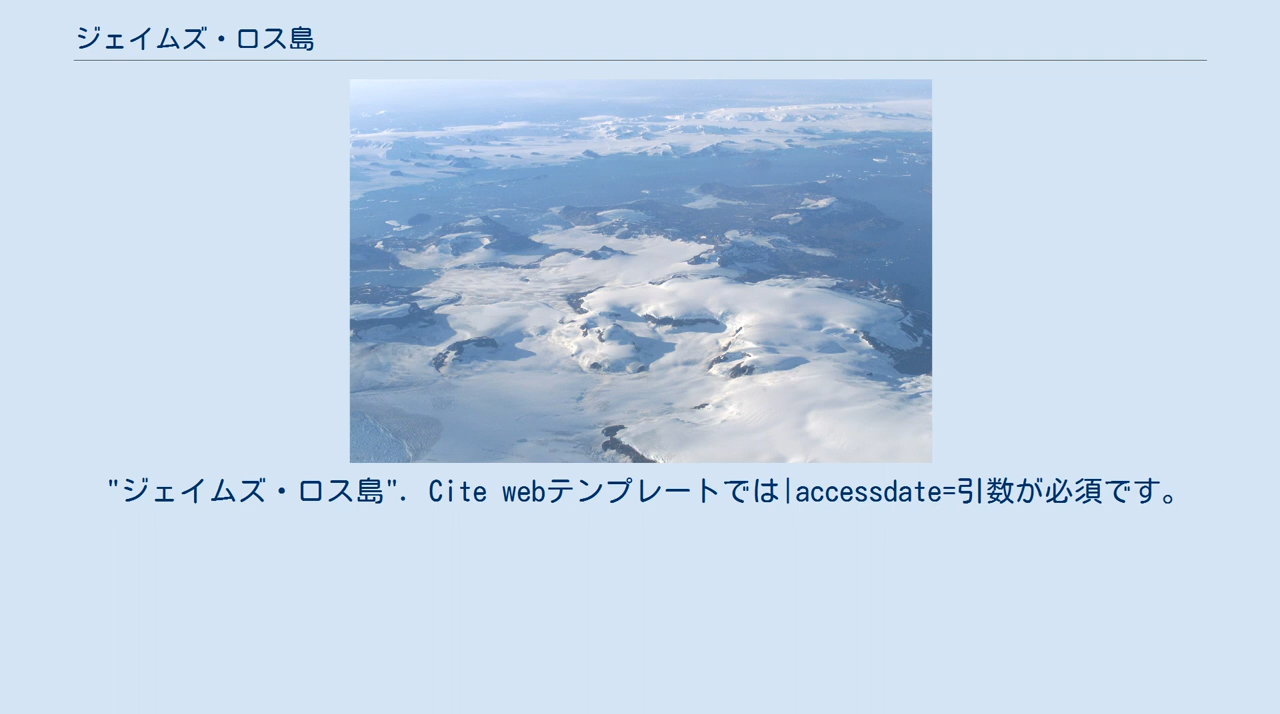 ジェイムズ・ロス島
"ジェイムズ・ロス島". Cite webテンプレートでは|accessdate=引数が必須です。